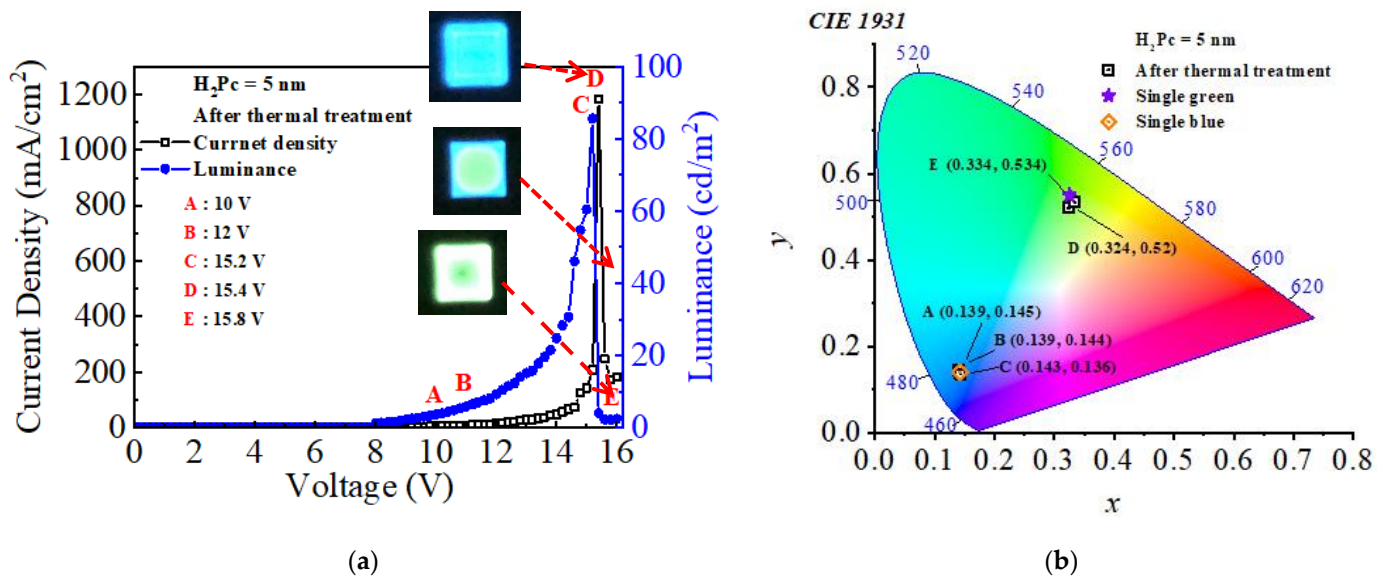 H₂Pc = 5 nm
After thermal treatment
Currnet density
Luminance
A : 10 V
B : 12 V
C : 15.2 V
D : 15.4 V
E : 15.8 V
A
B
C
D
E
Current Density (mA/cm²)
1200
1000
800
600
400
200
0
Luminance (cd/m²)
100
80
60
40
20
0
0 2 4 6 8 10 12 14 16
Voltage (V)
(a)
CIE 1931
H₂Pc = 5 nm
After thermal treatment
Single green
Single blue
520
540
560
580
600
620
500
480
460
E (0.334, 0.534)
D (0.324, 0.52)
A (0.139, 0.145)
B (0.139, 0.144)
C (0.143, 0.136)
y
0.8
0.6
0.4
0.2
0.0
0.0 0.1 0.2 0.3 0.4 0.5 0.6 0.7 0.8
x
(b)